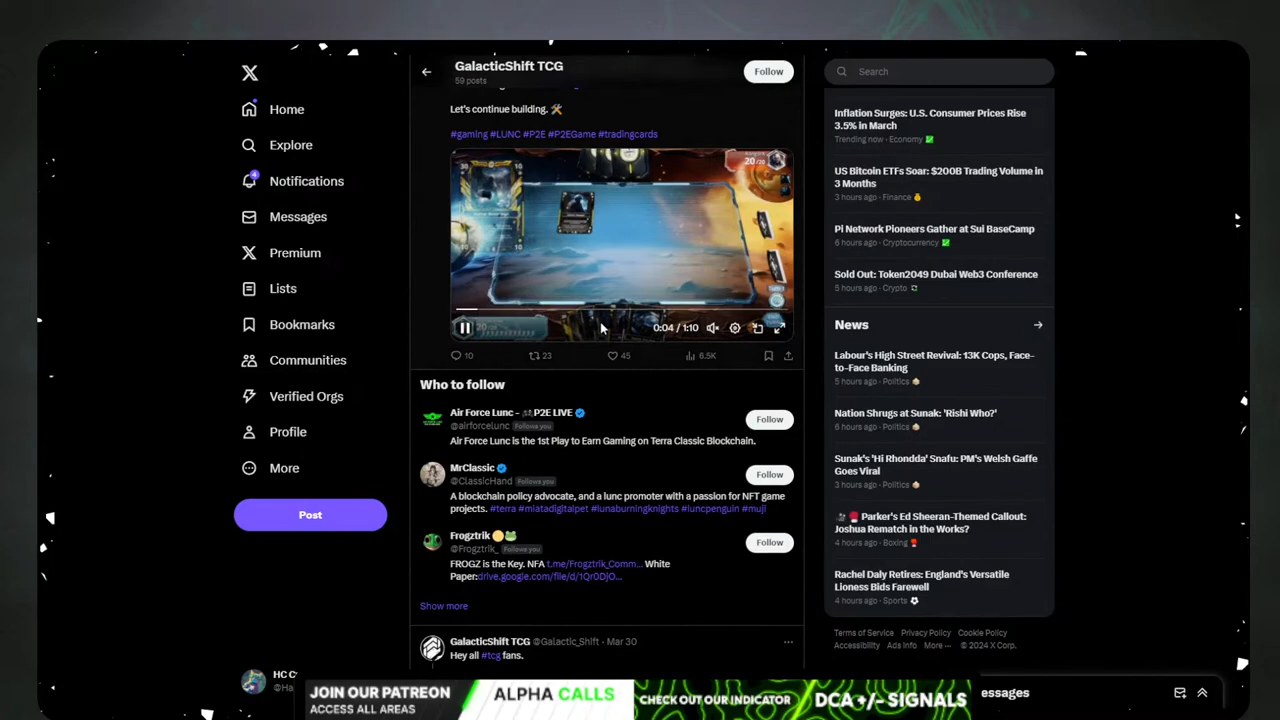 Home
Explore
4
Notifications
Messages
Premium
Lists
Bookmarks
Communities
Verified Orgs
Profile
More
Post
HC
GalacticShift TCG
59 posts
Follow
Let's continue building. 🛠️
#gaming #LUNC #P2E #P2EGame #tradingcards
20/20
0:04 / 1:10
10
23
45
6.5K
Who to follow
Air Force Lunc - 🎮P2E LIVE
@airforcelunc Follows you
Follow
Air Force Lunc is the 1st Play to Earn Gaming on Terra Classic Blockchain.
MrClassic
@ClassicHand Follows you
Follow
A blockchain policy advocate, and a lunc promoter with a passion for NFT game
projects. #terra #miatadigitalpet #lunaburningknights #luncpenguin #muji
Frogztrik 🟡🐸
@Frogztrik_ Follows you
Follow
FROGZ is the Key. NFA t.me/Frogztrik_Comm... White
Paper:drive.google.com/file/d/1Qr0DjO...
Show more
GalacticShift TCG @Galactic_Shift · Mar 30
Hey all #tcg fans.
Search
Inflation Surges: U.S. Consumer Prices Rise
3.5% in March
Trending now · Economy
US Bitcoin ETFs Soar: $200B Trading Volume in
3 Months
3 hours ago · Finance
Pi Network Pioneers Gather at Sui BaseCamp
6 hours ago · Cryptocurrency
Sold Out: Token2049 Dubai Web3 Conference
5 hours ago · Crypto
News
Labour's High Street Revival: 13K Cops, Face-
to-Face Banking
5 hours ago · Politics
Nation Shrugs at Sunak: 'Rishi Who?'
6 hours ago · Politics
Sunak's 'Hi Rhondda' Snafu: PM's Welsh Gaffe
Goes Viral
3 hours ago · Politics
Parker's Ed Sheeran-Themed Callout:
Joshua Rematch in the Works?
4 hours ago · Boxing
Rachel Daly Retires: England's Versatile
Lioness Bids Farewell
4 hours ago · Sports
Terms of Service Privacy Policy Cookie Policy
Accessibility Ads info More ··· © 2024 X Corp.
essages
JOIN OUR PATREON
ACCESS ALL AREAS
ALPHA CALLS
CHECK OUT OUR INDICATOR
DCA +/- SIGNALS